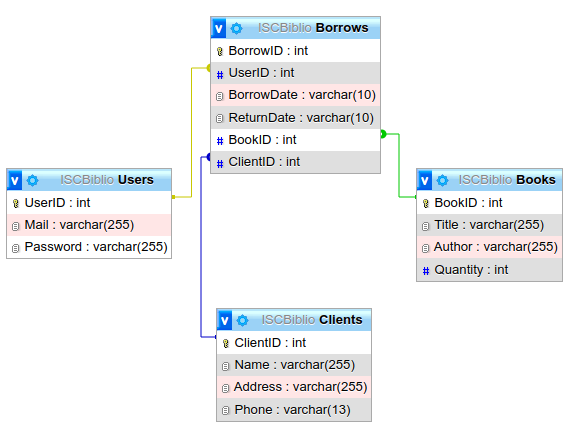 v ISCBiblio Borrows
BorrowID : int
# UserID : int
BorrowDate : varchar(10)
ReturnDate : varchar(10)
# BookID : int
# ClientID : int
v ISCBiblio Users
UserID : int
Mail : varchar(255)
Password : varchar(255)
v ISCBiblio Books
BookID : int
Title : varchar(255)
Author : varchar(255)
# Quantity : int
v ISCBiblio Clients
ClientID : int
Name : varchar(255)
Address : varchar(255)
Phone : varchar(13)